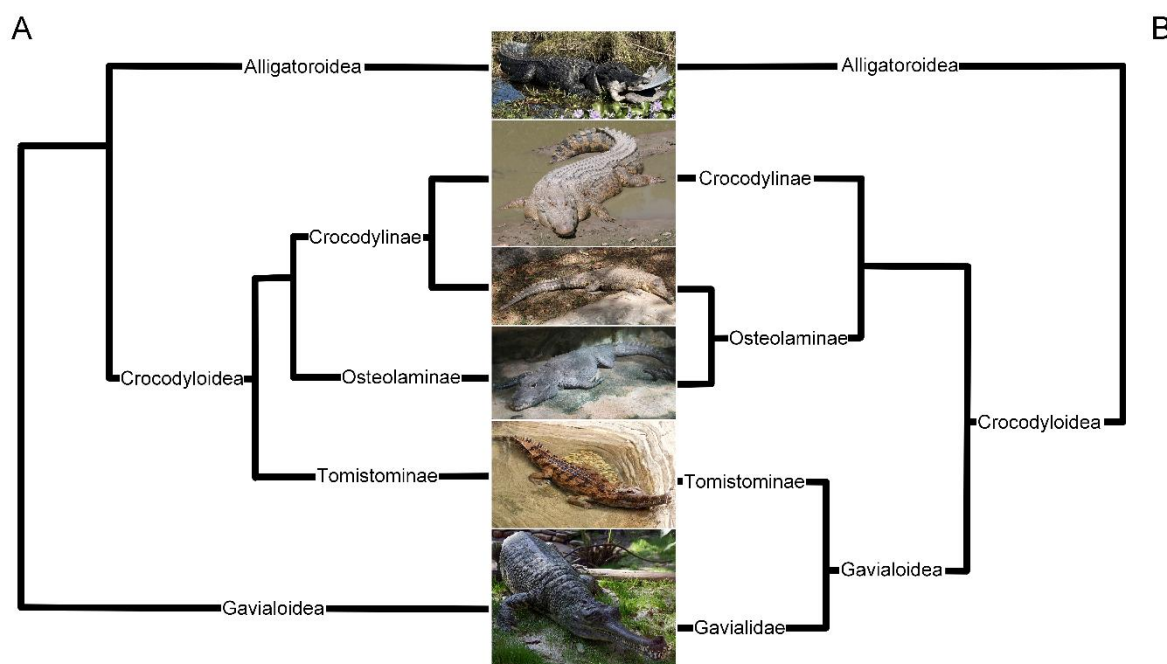 A
B
Alligatoroidea
Alligatoroidea
Crocodylinae
Crocodylinae
Osteolaminae
Osteolaminae
Crocodyloidea
Crocodyloidea
Tomistominae
Tomistominae
Gavialoidea
Gavialoidea
Gavialidae